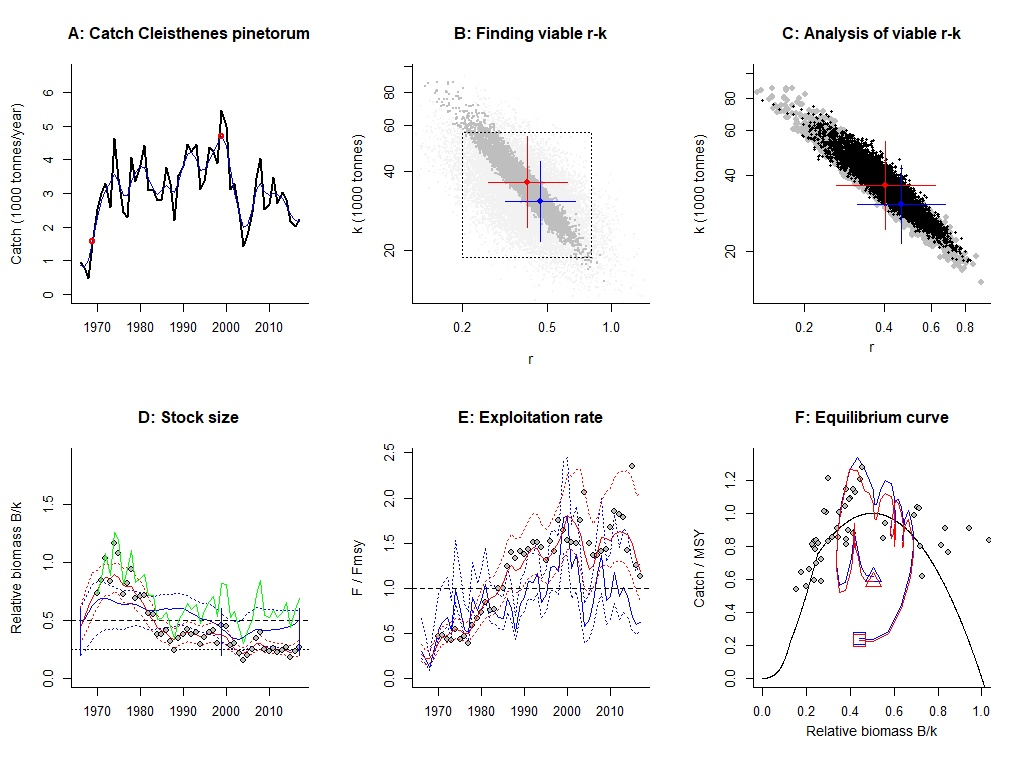 A: Catch Cleisthenes pinetorum
B: Finding viable r-k
C: Analysis of viable r-k
Catch (1000 tonnes/year)
0 1 2 3 4 5 6
1970 1980 1990 2000 2010
k (1000 tonnes)
20 40 60 80
0.2 0.5 1.0
r
k (1000 tonnes)
20 40 60 80
0.2 0.4 0.6 0.8
r
D: Stock size
E: Exploitation rate
F: Equilibrium curve
Relative biomass B/k
0.0 0.5 1.0 1.5
1970 1980 1990 2000 2010
F / Fmsy
0.0 0.5 1.0 1.5 2.0 2.5
1970 1980 1990 2000 2010
Catch / MSY
0.0 0.2 0.4 0.6 0.8 1.0 1.2
0.0 0.2 0.4 0.6 0.8 1.0
Relative biomass B/k